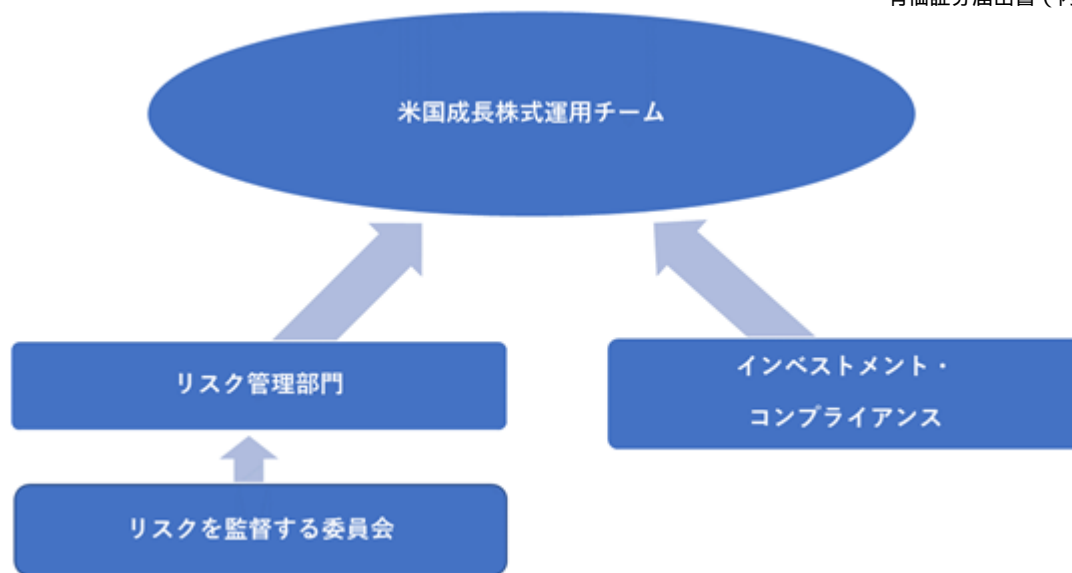 米国成長株式運用チーム
リスク管理部門
インベストメント・
コンプライアンス
リスクを監督する委員会